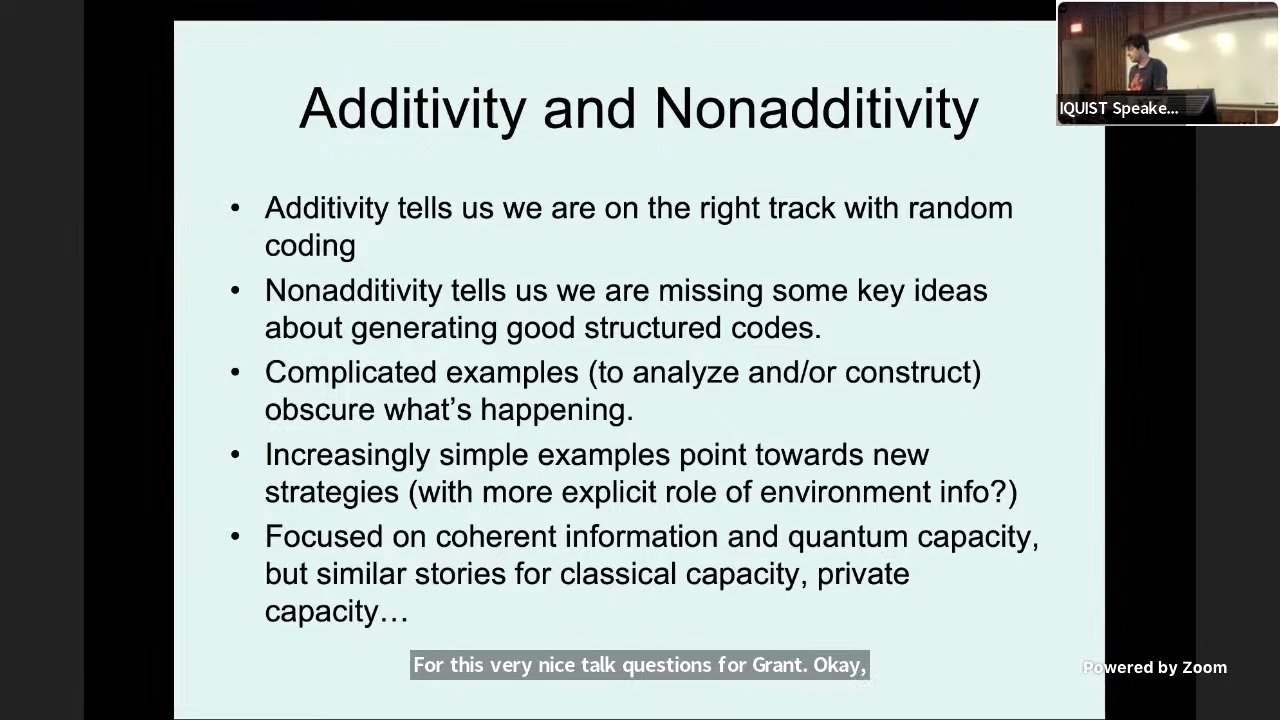 Additivity and Nonadditivity
IQUIST Speake...
• Additivity tells us we are on the right track with random
coding
• Nonadditivity tells us we are missing some key ideas
about generating good structured codes.
• Complicated examples (to analyze and/or construct)
obscure what's happening.
• Increasingly simple examples point towards new
strategies (with more explicit role of environment info?)
• Focused on coherent information and quantum capacity,
but similar stories for classical capacity, private
capacity…
For this very nice talk questions for Grant. Okay,
Powered by Zoom